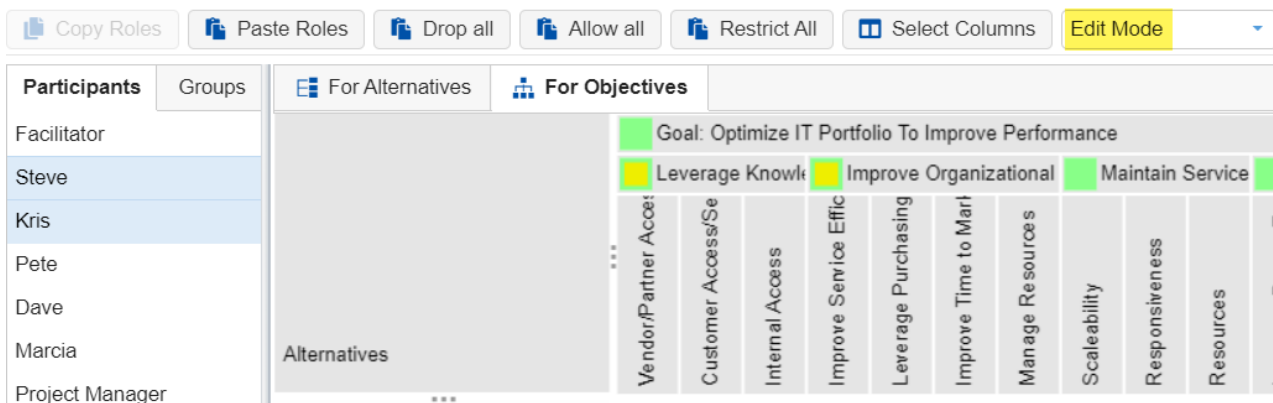 Copy Roles Paste Roles Drop all Allow all Restrict All Select Columns Edit Mode
Participants Groups
Facilitator
Steve
Kris
Pete
Dave
Marcia
Project Manager
For Alternatives For Objectives
Goal: Optimize IT Portfolio To Improve Performance
Leverage Knowle Improve Organizational Maintain Service
Alternatives
Vendor/Partner Acces
Customer Access/Se
Internal Access
Improve Service Effic
Leverage Purchasing
Improve Time to Mark
Manage Resources
Scaleability
Responsiveness
Resources